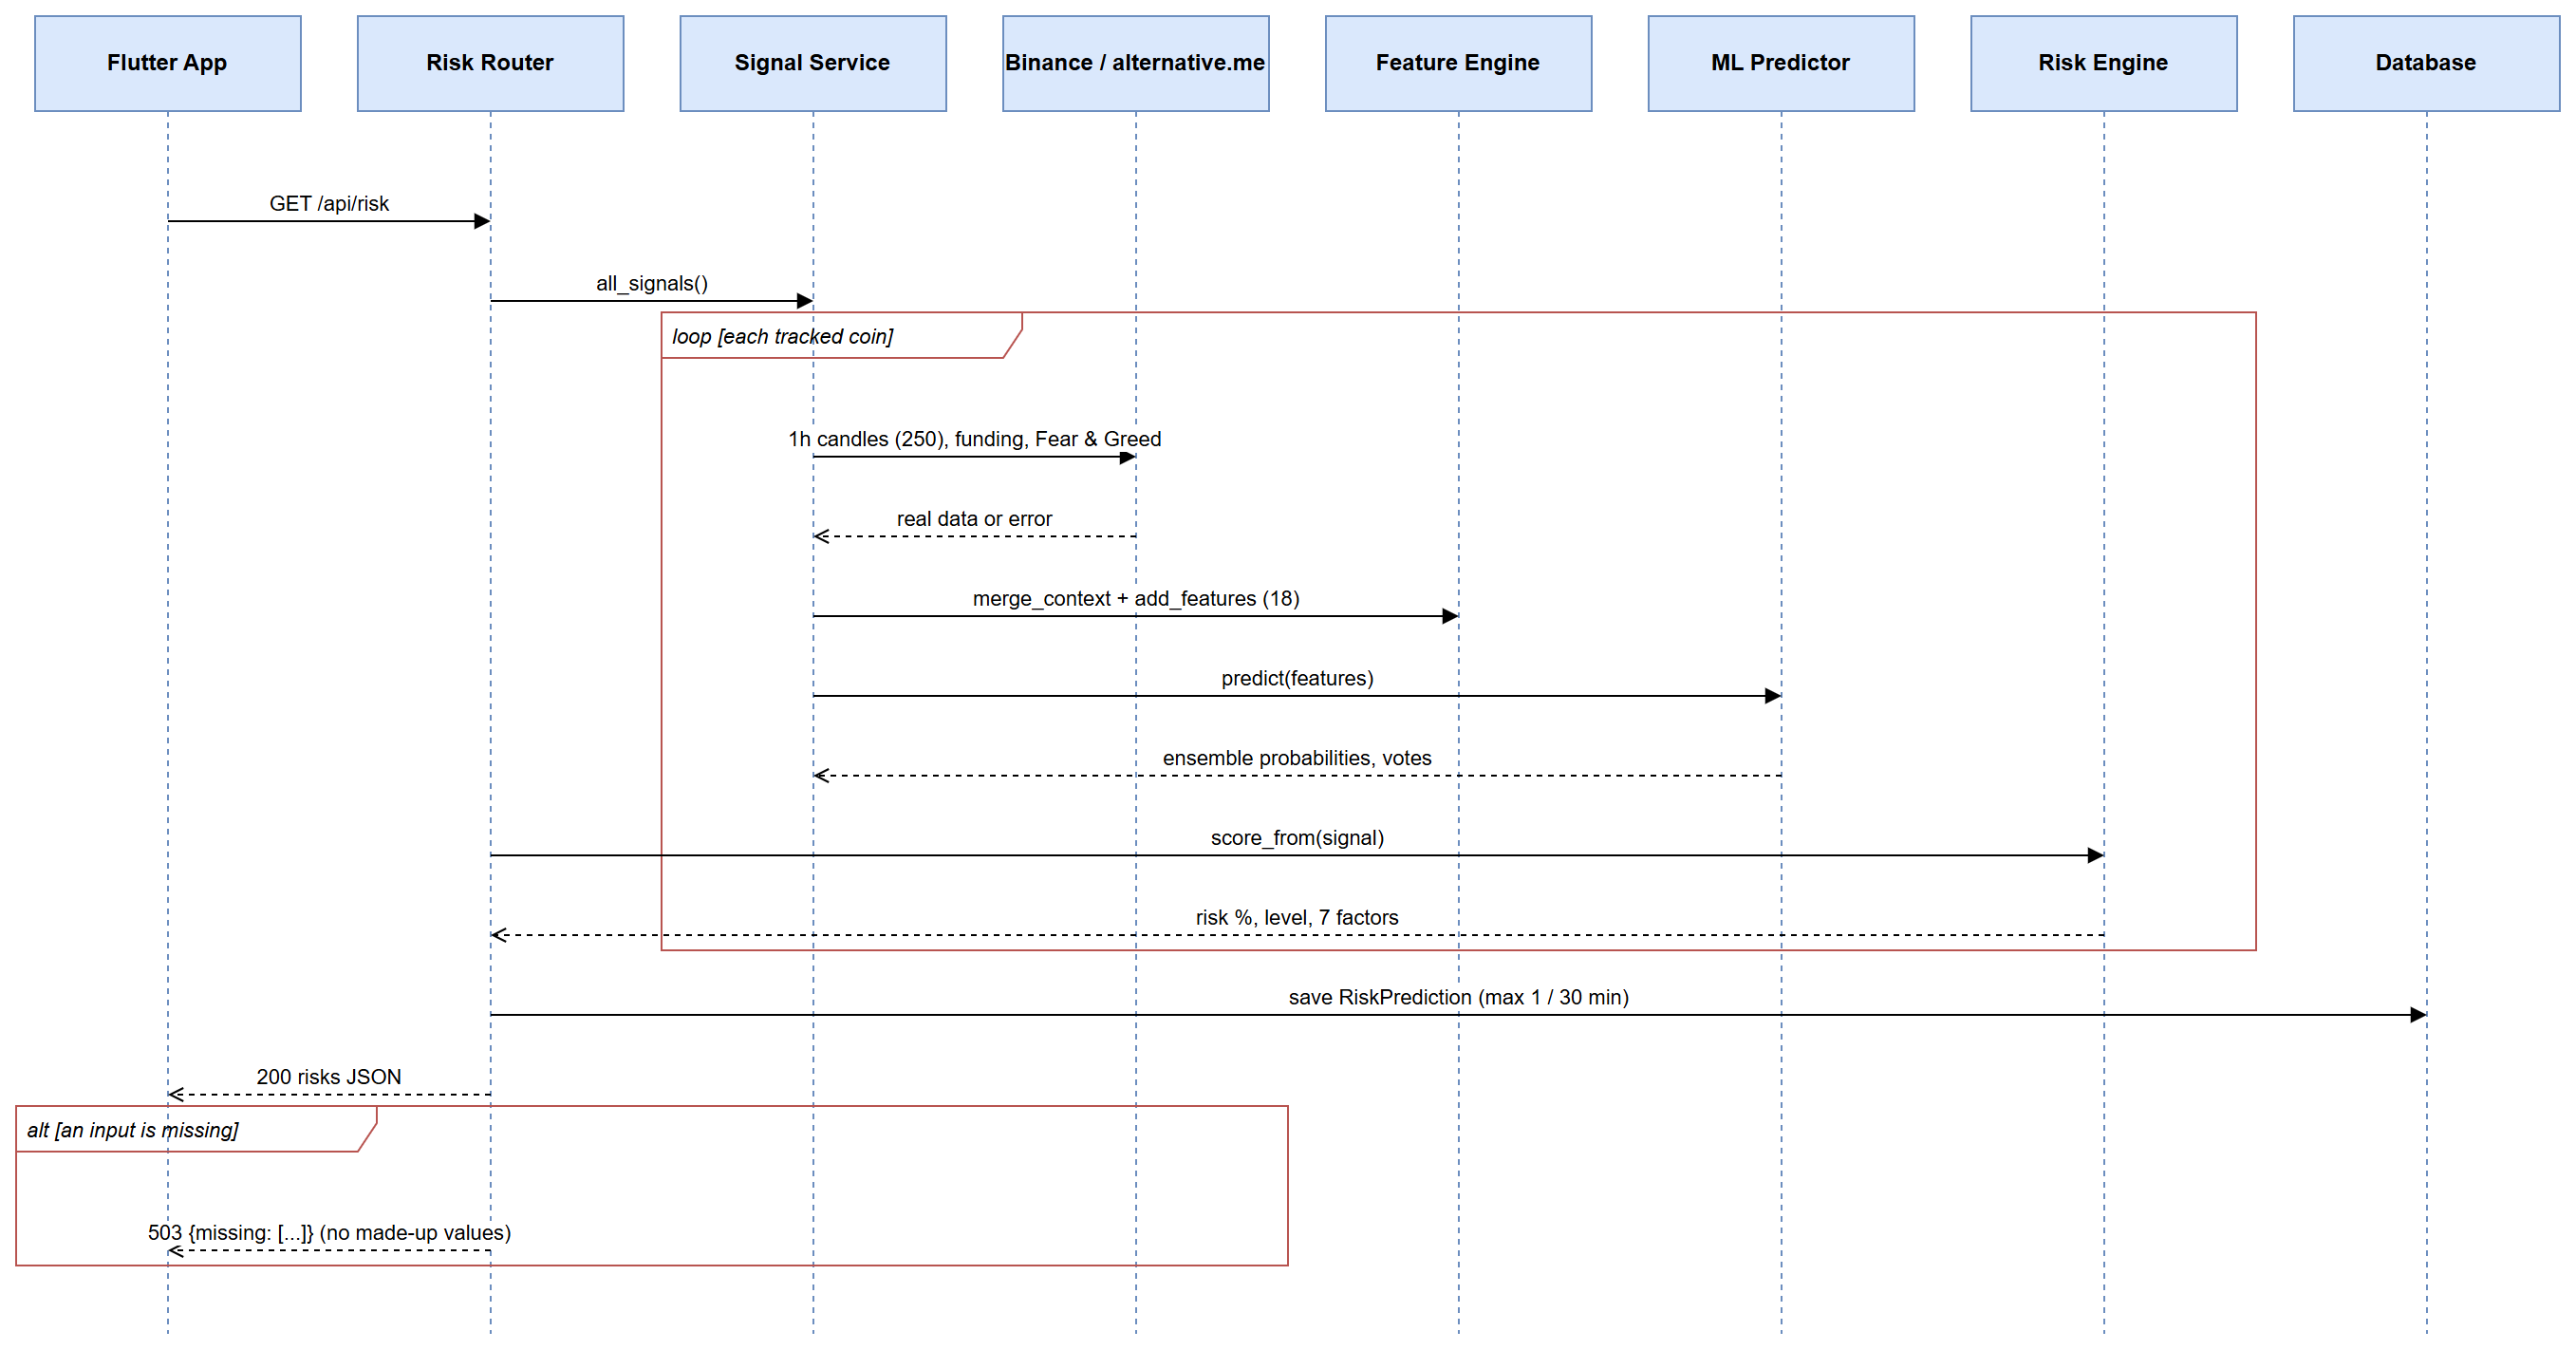 Flutter App
Risk Router
Signal Service
Binance / alternative.me
Feature Engine
ML Predictor
Risk Engine
Database
GET /api/risk
all_signals()
loop [each tracked coin]
1h candles (250), funding, Fear & Greed
real data or error
merge_context + add_features (18)
predict(features)
ensemble probabilities, votes
score_from(signal)
risk %, level, 7 factors
save RiskPrediction (max 1 / 30 min)
200 risks JSON
alt [an input is missing]
503 {missing: [...]} (no made-up values)